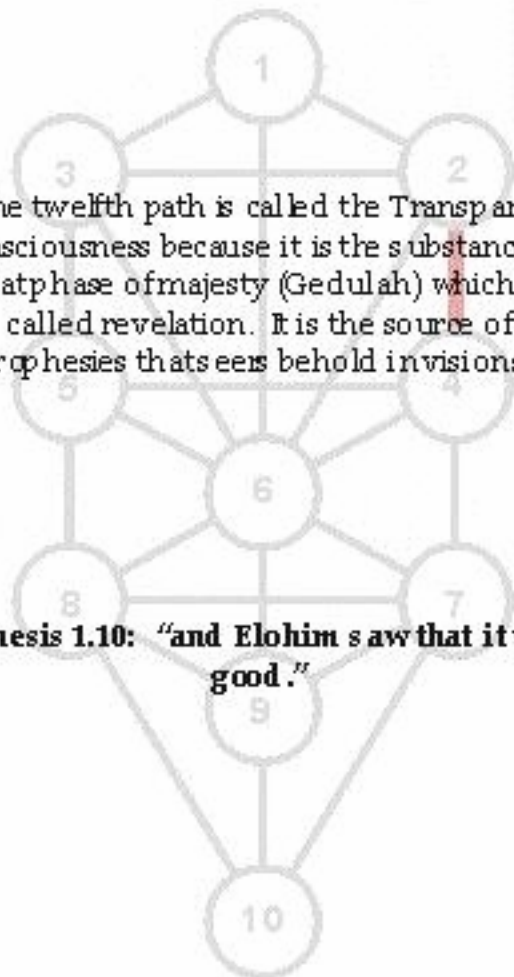 1
3 2
he twelfth path is called the Transpar
sciousness because it is the substanc
at phase of majesty (Gedulah) which
called revelation. It is the source of
rophesies that seers behold in visions
5 4
6
8 7
nesis 1.10: "and Elohim saw that it
good."
9
10